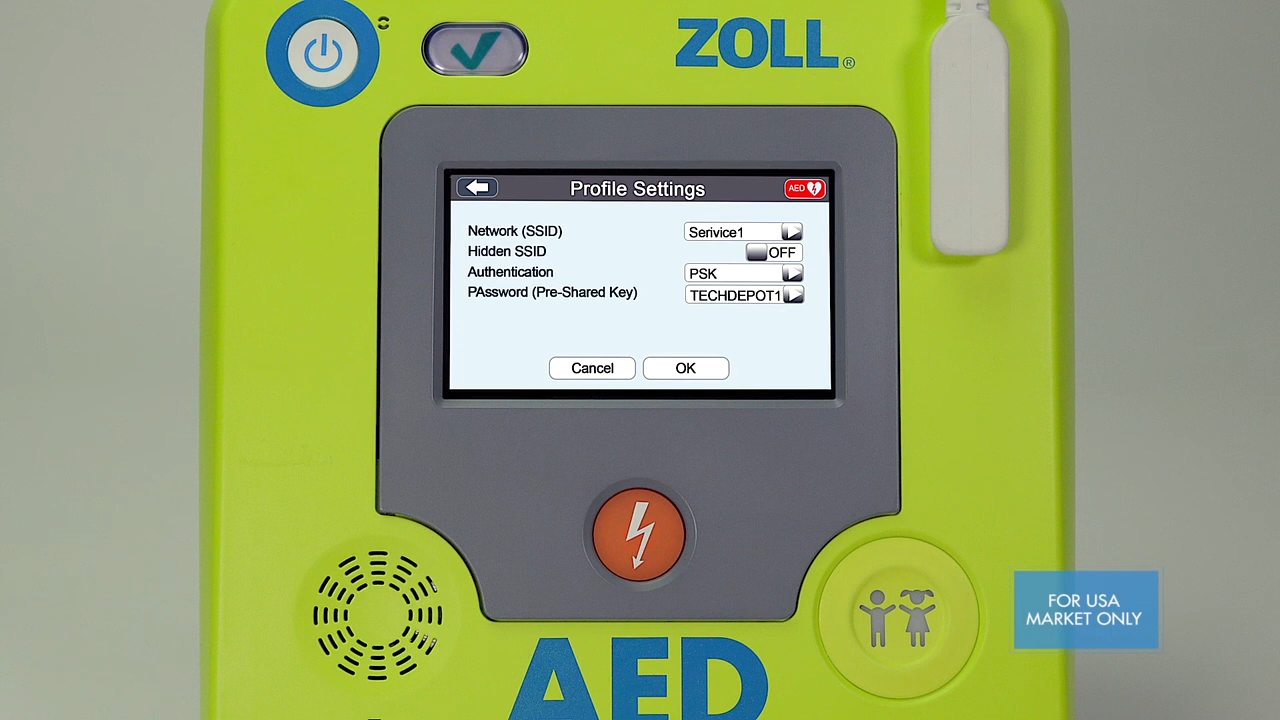 ZOLL®
Profile Settings
AED
Network (SSID) Serivice1
Hidden SSID OFF
Authentication PSK
PAssword (Pre-Shared Key) TECHDEPOT1
Cancel OK
FOR USA
MARKET ONLY
AED